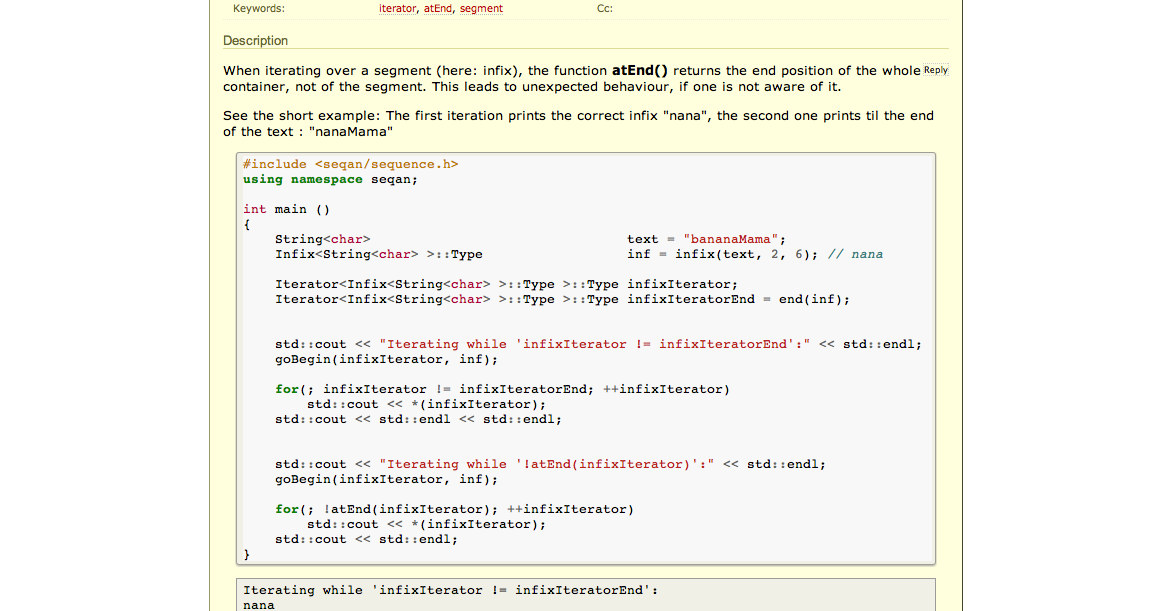 Keywords: iterator, atEnd, segment Cc:
Description
When iterating over a segment (here: infix), the function atEnd() returns the end position of the whole Reply
container, not of the segment. This leads to unexpected behaviour, if one is not aware of it.
See the short example: The first iteration prints the correct infix "nana", the second one prints til the end
of the text : "nanaMama"
#include <seqan/sequence.h>
using namespace seqan;
int main ()
{
    String<char>                                text = "bananaMama";
    Infix<String<char> >::Type                  inf = infix(text, 2, 6); // nana
    Iterator<Infix<String<char> >::Type >::Type infixIterator;
    Iterator<Infix<String<char> >::Type >::Type infixIteratorEnd = end(inf);
    std::cout << "Iterating while 'infixIterator != infixIteratorEnd':" << std::endl;
    goBegin(infixIterator, inf);
    for(; infixIterator != infixIteratorEnd; ++infixIterator)
        std::cout << *(infixIterator);
    std::cout << std::endl << std::endl;
    std::cout << "Iterating while '!atEnd(infixIterator)':" << std::endl;
    goBegin(infixIterator, inf);
    for(; !atEnd(infixIterator); ++infixIterator)
        std::cout << *(infixIterator);
    std::cout << std::endl;
}
Iterating while 'infixIterator != infixIteratorEnd':
nana